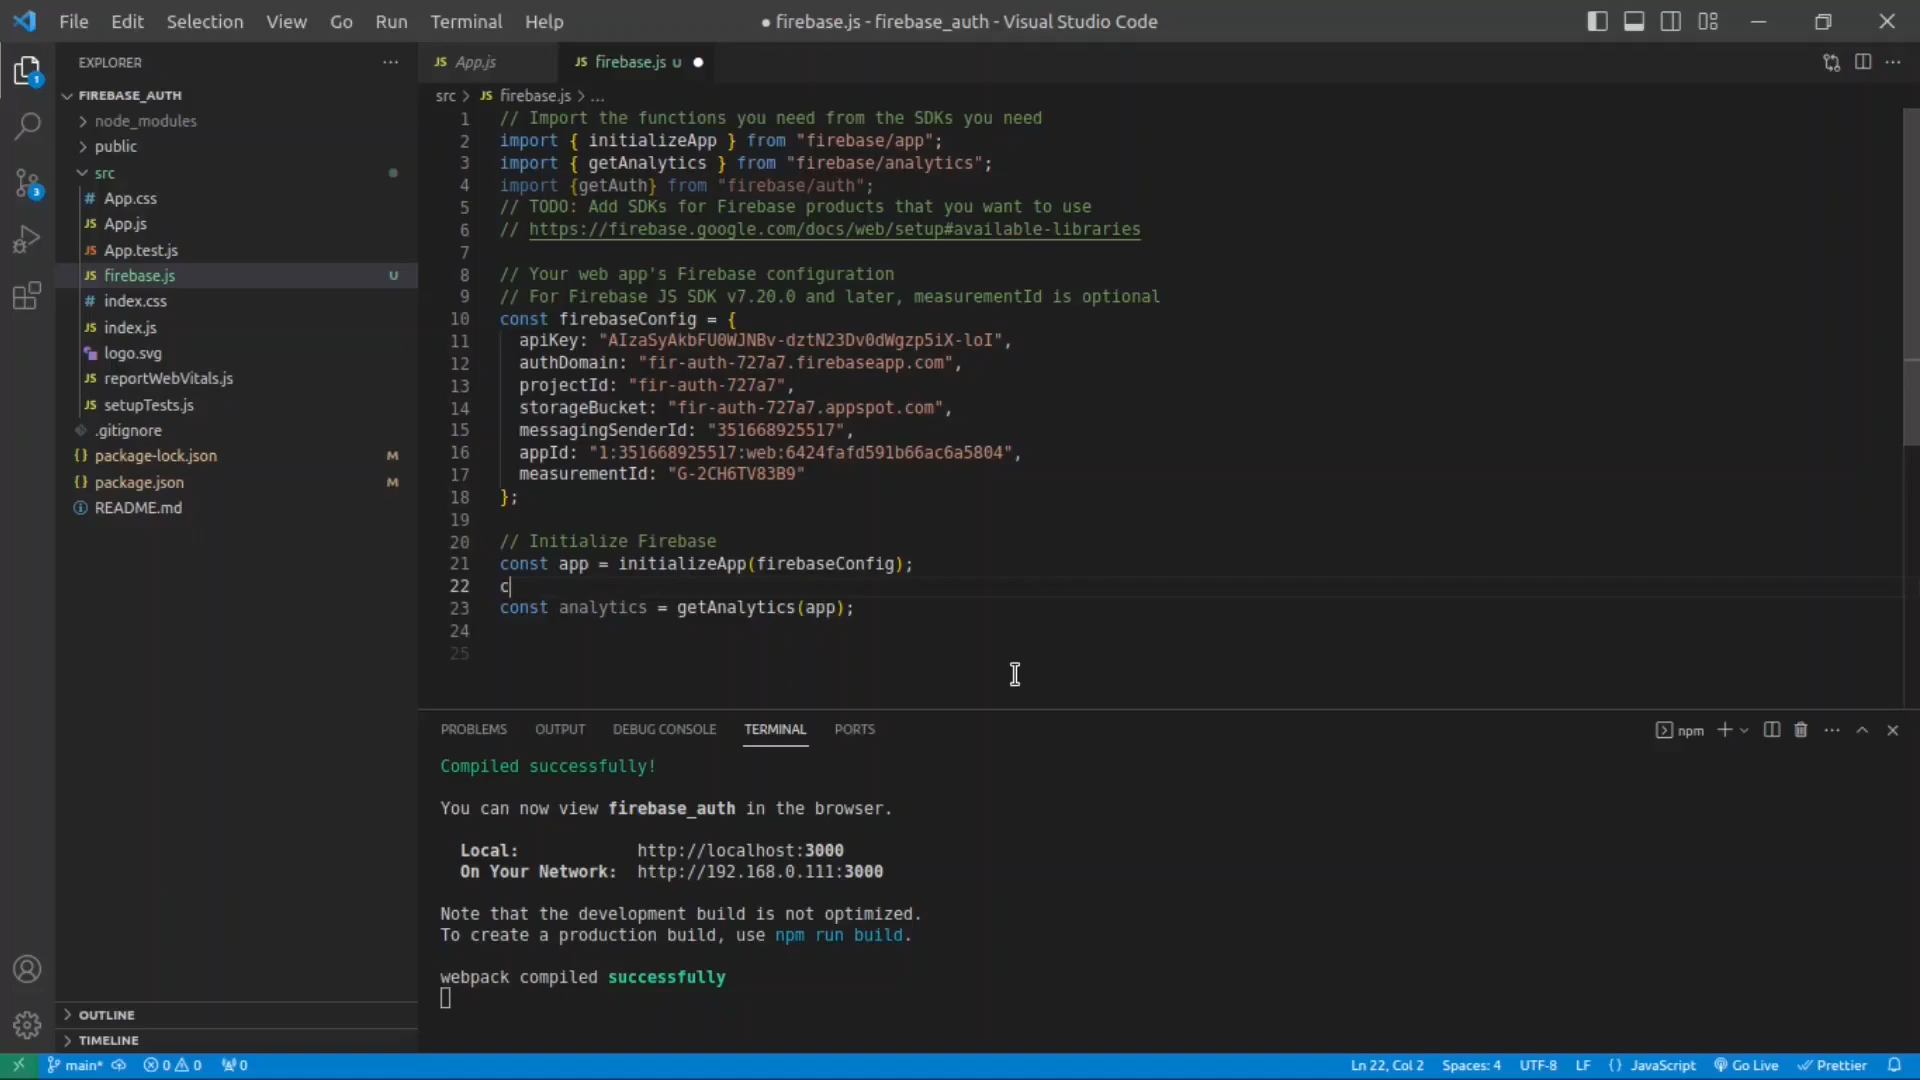 File Edit Selection View Go Run Terminal Help
● firebase.js - firebase_auth - Visual Studio Code
EXPLORER
FIREBASE_AUTH
node_modules
public
src
# App.css
JS App.js
JS App.test.js
JS firebase.js U
# index.css
JS index.js
logo.svg
JS reportWebVitals.js
JS setupTests.js
.gitignore
{} package-lock.json M
{} package.json M
README.md
OUTLINE
TIMELINE
1
3
JS App.js
JS firebase.js U ●
src > JS firebase.js > ...
1 // Import the functions you need from the SDKs you need
2 import { initializeApp } from "firebase/app";
3 import { getAnalytics } from "firebase/analytics";
4 import {getAuth} from "firebase/auth";
5 // TODO: Add SDKs for Firebase products that you want to use
6 // https://firebase.google.com/docs/web/setup#available-libraries
7
8 // Your web app's Firebase configuration
9 // For Firebase JS SDK v7.20.0 and later, measurementId is optional
10 const firebaseConfig = {
11 apiKey: "AIzaSyAkbFU0WJNBv-dztN23Dv0dWgzp5iX-loI",
12 authDomain: "fir-auth-727a7.firebaseapp.com",
13 projectId: "fir-auth-727a7",
14 storageBucket: "fir-auth-727a7.appspot.com",
15 messagingSenderId: "351668925517",
16 appId: "1:351668925517:web:6424fafd591b66ac6a5804",
17 measurementId: "G-2CH6TV83B9"
18 };
19
20 // Initialize Firebase
21 const app = initializeApp(firebaseConfig);
22 c
23 const analytics = getAnalytics(app);
24
25
PROBLEMS OUTPUT DEBUG CONSOLE TERMINAL PORTS
npm
Compiled successfully!
You can now view firebase_auth in the browser.
Local: http://localhost:3000
On Your Network: http://192.168.0.111:3000
Note that the development build is not optimized.
To create a production build, use npm run build.
webpack compiled successfully
main* 0 0 0
Ln 22, Col 2 Spaces: 4 UTF-8 LF {} JavaScript Go Live Prettier